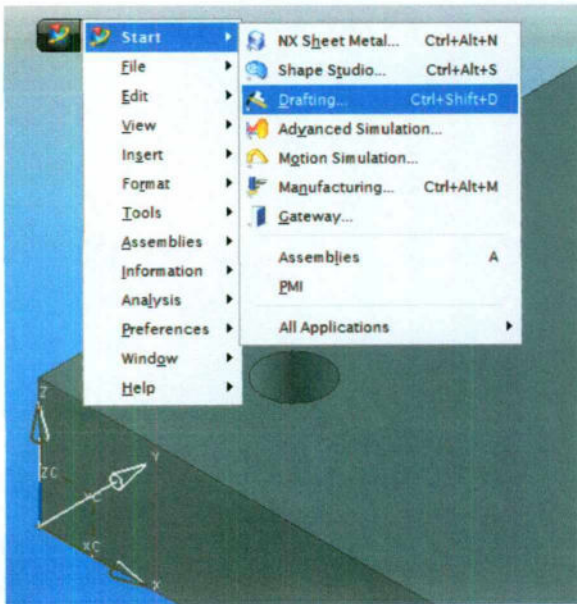 Start
File
Edit
View
Insert
Format
Tools
Assemblies
Information
Analysis
Preferences
Window
Help
NX Sheet Metal... Ctrl+Alt+N
Shape Studio... Ctrl+Alt+S
Drafting... Ctrl+Shift+D
Advanced Simulation...
Motion Simulation...
Manufacturing... Ctrl+Alt+M
Gateway...
Assemblies A
PMI
All Applications
Z
ZC
Y
YC
XC
X